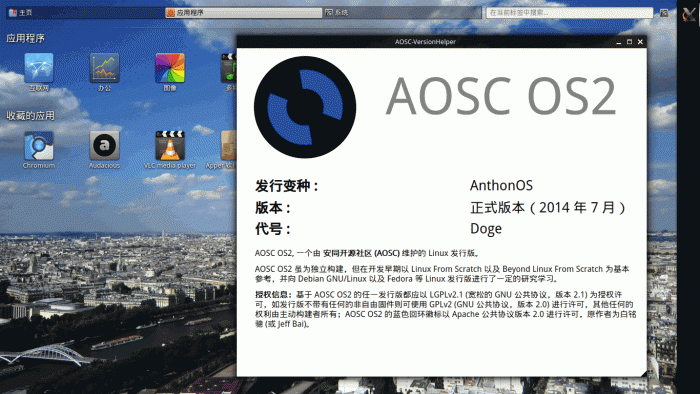 主页
应用程序
系统
在当前标签中搜索...
AOSC-VersionHelper
应用程序
互联网
办公
图像
收藏的应用
Chromium
Audacious
VLC media player
AOSC OS2
发行变种： AnthonOS
版本： 正式版本（2014 年 7 月）
代号： Doge
AOSC OS2, 一个由 安同开源社区 (AOSC) 维护的 Linux 发行版。
AOSC OS2 虽为独立构建，但在开发早期以 Linux From Scratch 以及 Beyond Linux From Scratch 为基本
参考，并向 Debian GNU/Linux 以及 Fedora 等 Linux 发行版进行了一定的研究学习。
授权信息：基于 AOSC OS2 的任一发行版都应以 LGPLv2.1 (宽松的 GNU 公共协议，版本 2.1) 为授权许
可，如发行版不带有任何的非自由固件则可使用 GPLv2 (GNU 公共协议，版本 2.0) 进行许可，其他任何的
权利由主动构建者所有；AOSC OS2 的蓝色回环徽标以 Apache 公共协议版本 2.0 进行许可，原作者为白铭
骢 (或 Jeff Bai)。